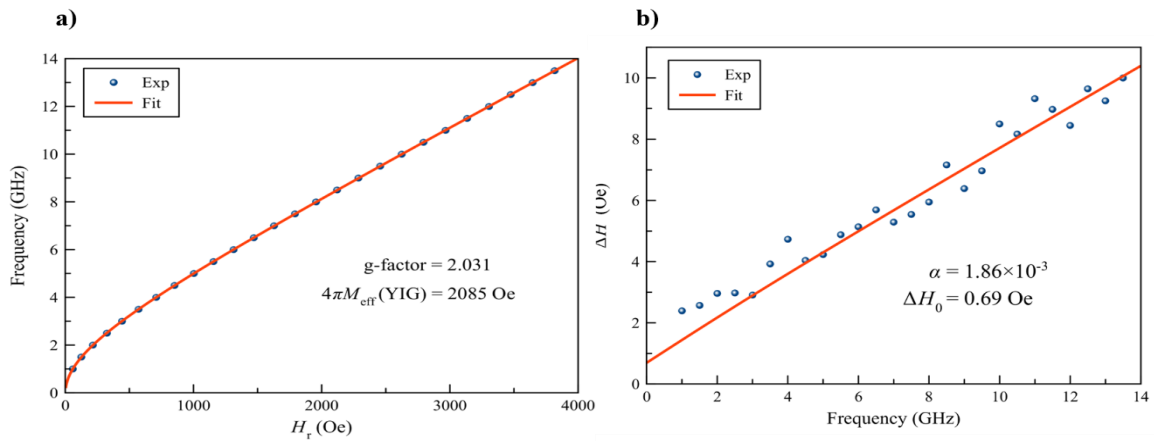 a)
14
12
10
8
6
4
2
0
Frequency (GHz)
Exp
Fit
g-factor = 2.031
4πM_eff(YIG) = 2085 Oe
0 1000 2000 3000 4000
H_r (Oe)
b)
10
8
6
4
2
0
ΔH (Oe)
Exp
Fit
α = 1.86×10⁻³
ΔH₀ = 0.69 Oe
0 2 4 6 8 10 12 14
Frequency (GHz)